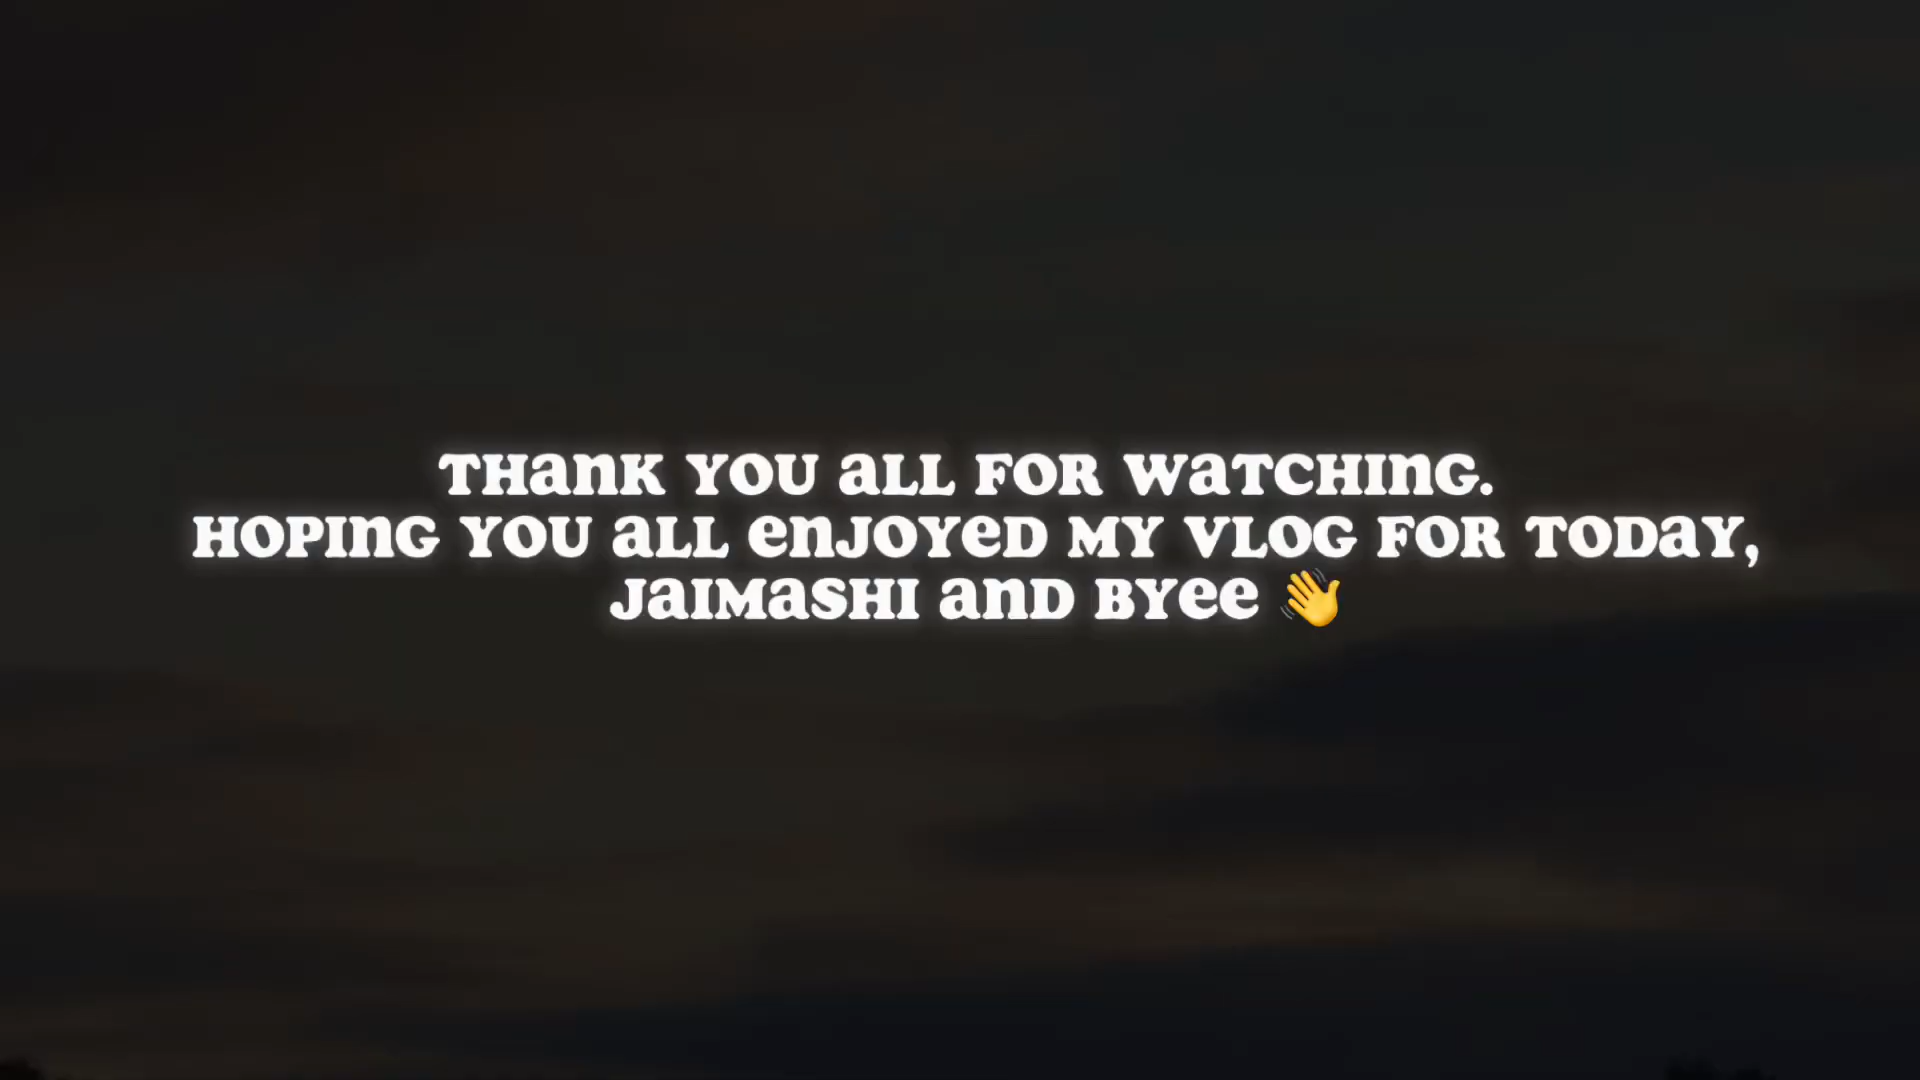 THank YOU aLL FOR WaTCHInG.
HOPInG YOU aLL enJOYeD MY VLOG FOR TODaY,
JaIMaSHI anD BYee 👋